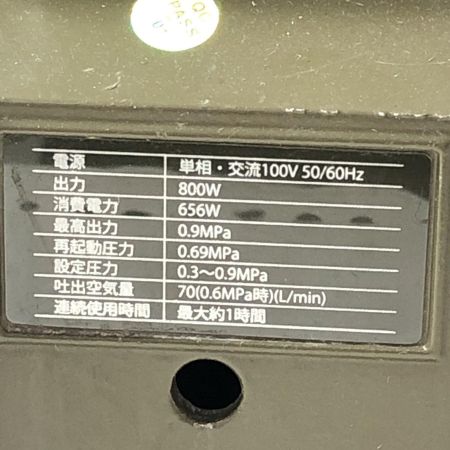 QC
PASS
電源 単相・交流100V 50/60Hz
出力 800W
消費電力 656W
最高出力 0.9MPa
再起動圧力 0.69MPa
設定圧力 0.3〜0.9MPa
吐出空気量 70(0.6MPa時)(L/min)
連続使用時間 最大約1時間